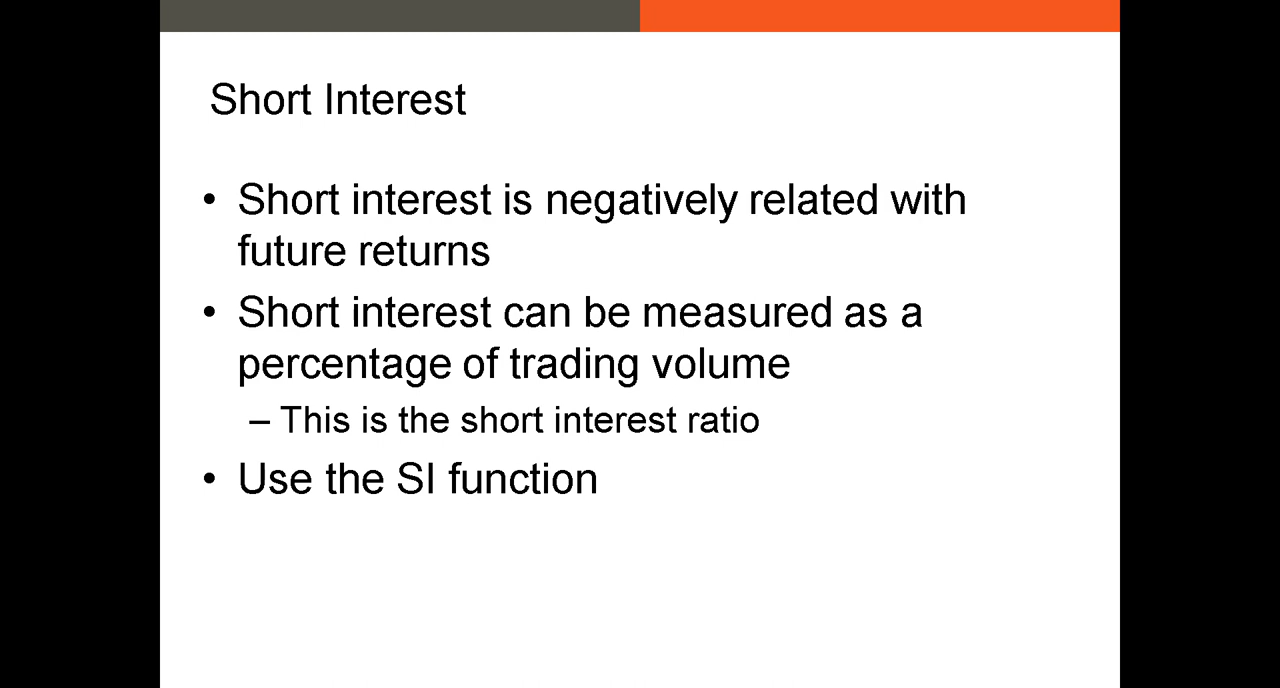 Short Interest
• Short interest is negatively related with
future returns
• Short interest can be measured as a
percentage of trading volume
– This is the short interest ratio
• Use the SI function